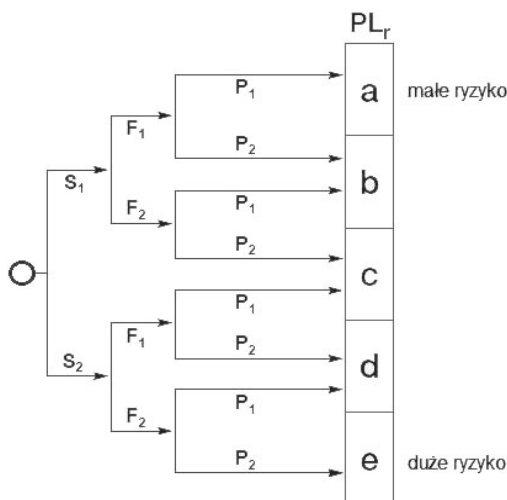 PLr
P1
a małe ryzyko
F1
P2
S1
b
P1
F2
P2
c
P1
F1
P2
S2
d
P1
F2
P2
e duże ryzyko